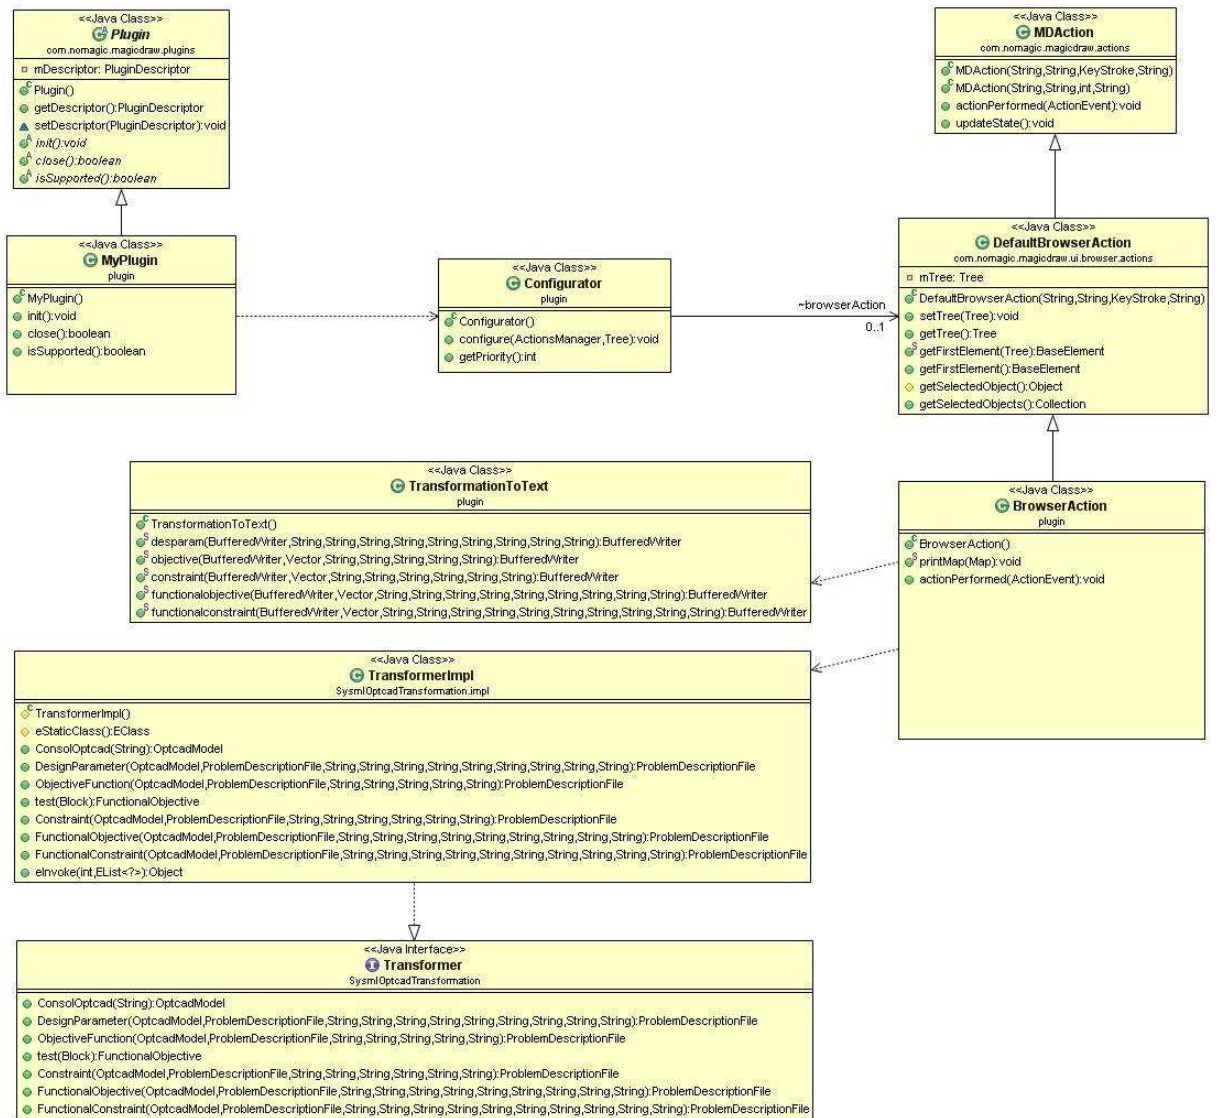 <<Java Class>>
Plugin
com.nomagic.magicdraw.plugins
mDescriptor: PluginDescriptor
Plugin()
getDescriptor():PluginDescriptor
setDescriptor(PluginDescriptor):void
init():void
close():boolean
isSupported():boolean
<<Java Class>>
MDAction
com.nomagic.magicdraw.actions
MDAction(String,String,KeyStroke,String)
MDAction(String,String,int,String)
actionPerformed(ActionEvent):void
updateState():void
<<Java Class>>
MyPlugin
plugin
MyPlugin()
init():void
close():boolean
isSupported():boolean
<<Java Class>>
Configurator
plugin
Configurator()
configure(ActionsManager,Tree):void
getPriority():int
~browserAction
0..1
<<Java Class>>
DefaultBrowserAction
com.nomagic.magicdraw.ui.browser.actions
mTree: Tree
DefaultBrowserAction(String,String,KeyStroke,String)
setTree(Tree):void
getTree():Tree
getFirstElement(Tree):BaseElement
getFirstElement():BaseElement
getSelectedObject():Object
getSelectedObjects():Collection
<<Java Class>>
TransformationToText
plugin
TransformationToText()
desparam(BufferedWriter,String,String,String,String,String,String,String,String):BufferedWriter
objective(BufferedWriter,Vector,String,String,String,String,String):BufferedWriter
constraint(BufferedWriter,Vector,String,String,String,String,String,String):BufferedWriter
functionalobjective(BufferedWriter,Vector,String,String,String,String,String,String,String,String,String):BufferedWriter
functionalconstraint(BufferedWriter,Vector,String,String,String,String,String,String,String,String,String,String):BufferedWriter
<<Java Class>>
BrowserAction
plugin
BrowserAction()
printMap(Map):void
actionPerformed(ActionEvent):void
<<Java Class>>
TransformerImpl
SysmlOptcadTransformation.impl
TransformerImpl()
eStaticClass():EClass
ConsolOptcad(String):OptcadModel
DesignParameter(OptcadModel,ProblemDescriptionFile,String,String,String,String,String,String,String,String,String):ProblemDescriptionFile
ObjectiveFunction(OptcadModel,ProblemDescriptionFile,String,String,String,String,String):ProblemDescriptionFile
test(Block):FunctionalObjective
Constraint(OptcadModel,ProblemDescriptionFile,String,String,String,String,String,String):ProblemDescriptionFile
FunctionalObjective(OptcadModel,ProblemDescriptionFile,String,String,String,String,String,String,String,String,String):ProblemDescriptionFile
FunctionalConstraint(OptcadModel,ProblemDescriptionFile,String,String,String,String,String,String,String,String,String,String):ProblemDescriptionFile
eInvoke(int,EList<?>):Object
<<Java Interface>>
Transformer
SysmlOptcadTransformation
ConsolOptcad(String):OptcadModel
DesignParameter(OptcadModel,ProblemDescriptionFile,String,String,String,String,String,String,String,String,String):ProblemDescriptionFile
ObjectiveFunction(OptcadModel,ProblemDescriptionFile,String,String,String,String,String):ProblemDescriptionFile
test(Block):FunctionalObjective
Constraint(OptcadModel,ProblemDescriptionFile,String,String,String,String,String,String):ProblemDescriptionFile
FunctionalObjective(OptcadModel,ProblemDescriptionFile,String,String,String,String,String,String,String,String,String):ProblemDescriptionFile
FunctionalConstraint(OptcadModel,ProblemDescriptionFile,String,String,String,String,String,String,String,String,String,String):ProblemDescriptionFile